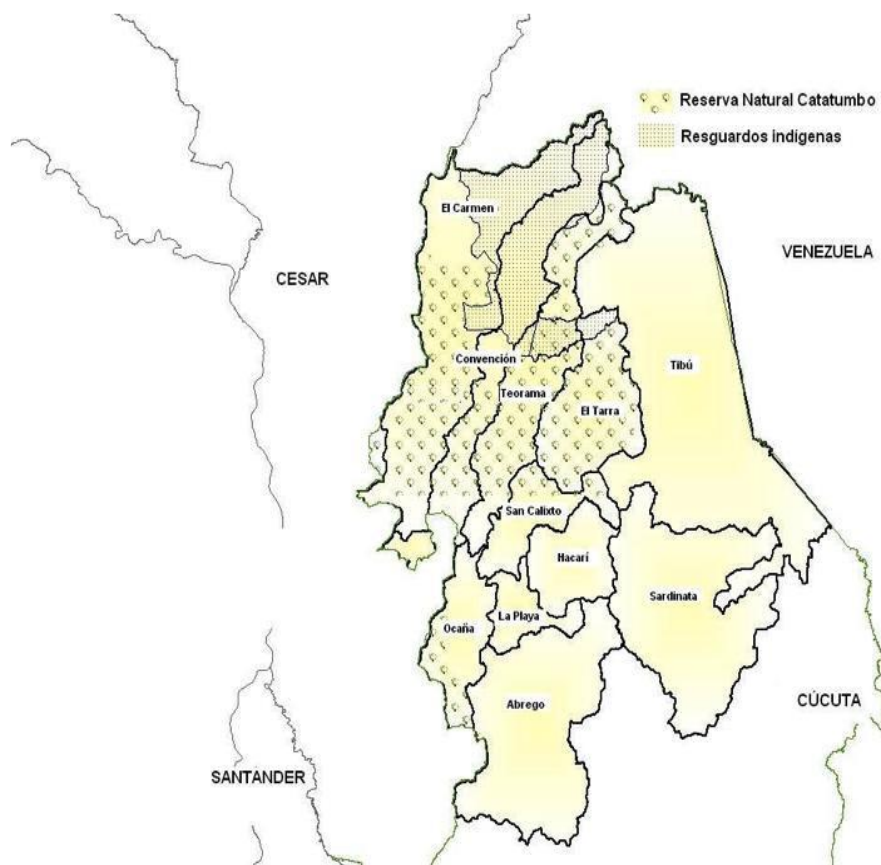 Reserva Natural Catatumbo
Resguardos indígenas
El Carmen
VENEZUELA
CESAR
Convención
Tibú
Teorama
El Tarra
San Calixto
Hacarí
Sardinata
La Playa
Ocaña
CÚCUTA
Abrego
SANTANDER